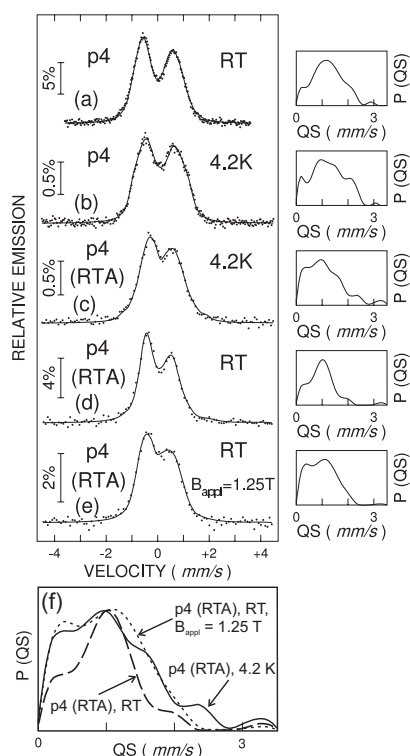 RELATIVE EMISSION
5%
p4
RT
(a)
0.5%
p4
4.2K
(b)
0.5%
p4
(RTA)
4.2K
(c)
4%
p4
(RTA)
RT
(d)
2%
p4
(RTA)
RT
(e)
Bappl=1.25T
-4 -2 0 +2 +4
VELOCITY ( mm/s )
P (QS)
0 3
QS ( mm/s )
P (QS)
0 3
QS ( mm/s )
P (QS)
0 3
QS ( mm/s )
P (QS)
0 3
QS ( mm/s )
P (QS)
0 3
QS ( mm/s )
(f)
P (QS)
p4 (RTA), RT,
Bappl = 1.25 T
p4 (RTA), 4.2 K
p4 (RTA), RT
0 3
QS ( mm/s )